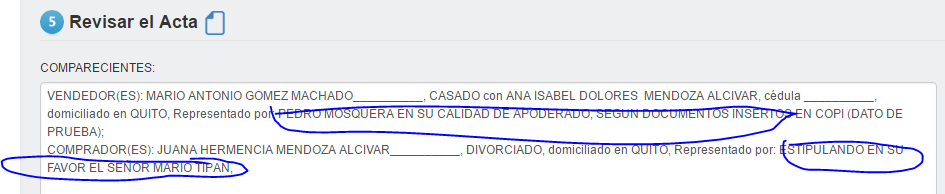 5 Revisar el Acta
COMPARECIENTES:
VENDEDOR(ES): MARIO ANTONIO GOMEZ MACHADO__________, CASADO con ANA ISABEL DOLORES  MENDOZA ALCIVAR, cédula __________,
domiciliado en QUITO, Representado por: PEDRO MOSQUERA EN SU CALIDAD DE APODERADO, SEGUN DOCUMENTOS INSERTOS EN COPI (DATO DE
PRUEBA);
COMPRADOR(ES): JUANA HERMENCIA MENDOZA ALCIVAR__________, DIVORCIADO, domiciliado en QUITO, Representado por: ESTIPULANDO EN SU
FAVOR EL SEÑOR MARIO TIPAN,